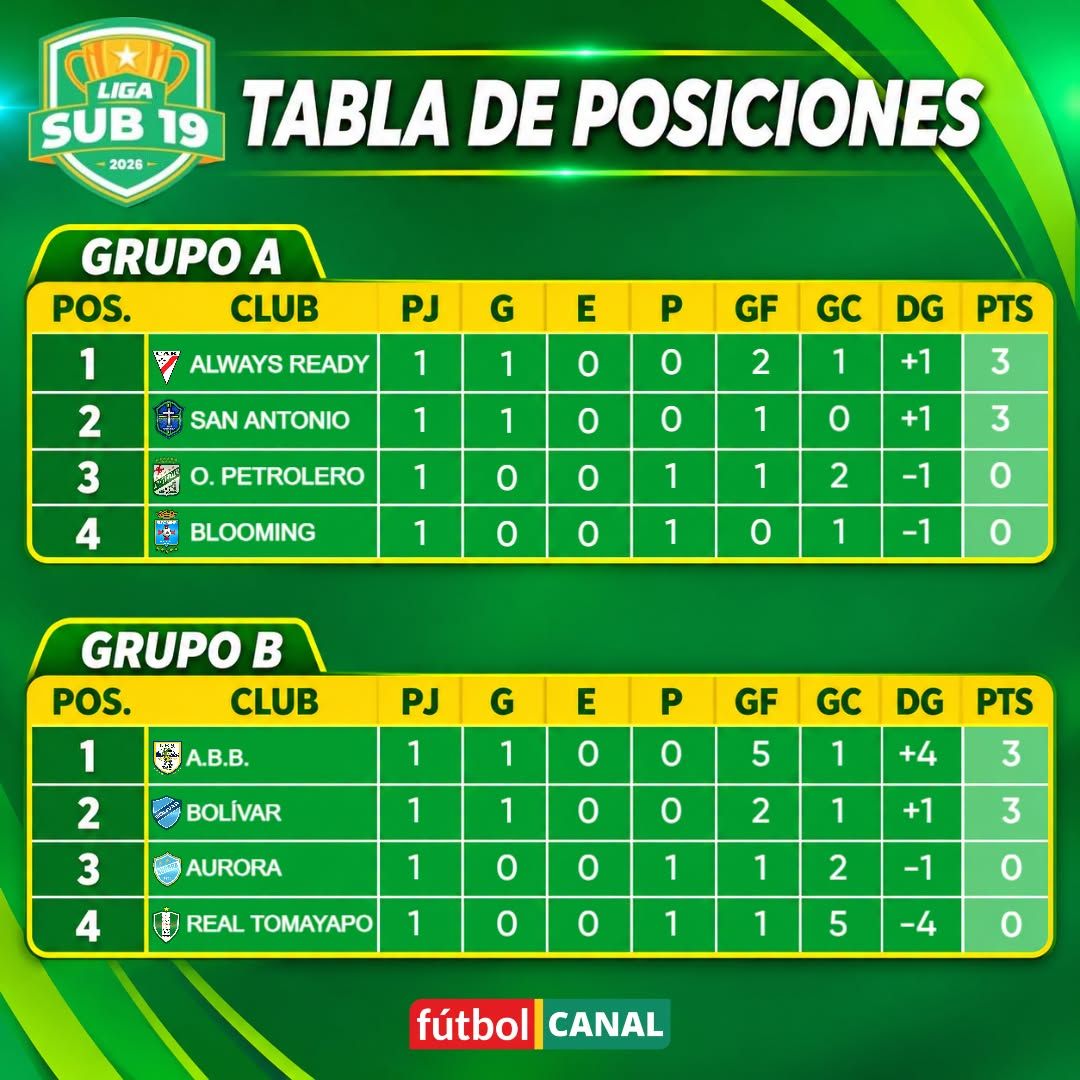 LIGA
SUB 19
2026
TABLA DE POSICIONES
GRUPO A
POS. CLUB PJ G E P GF GC DG PTS
1 ALWAYS READY 1 1 0 0 2 1 +1 3
2 SAN ANTONIO 1 1 0 0 1 0 +1 3
3 O. PETROLERO 1 0 0 1 1 2 -1 0
4 BLOOMING 1 0 0 1 0 1 -1 0
GRUPO B
POS. CLUB PJ G E P GF GC DG PTS
1 A.B.B. 1 1 0 0 5 1 +4 3
2 BOLÍVAR 1 1 0 0 2 1 +1 3
3 AURORA 1 0 0 1 1 2 -1 0
4 REAL TOMAYAPO 1 0 0 1 1 5 -4 0
fútbol CANAL